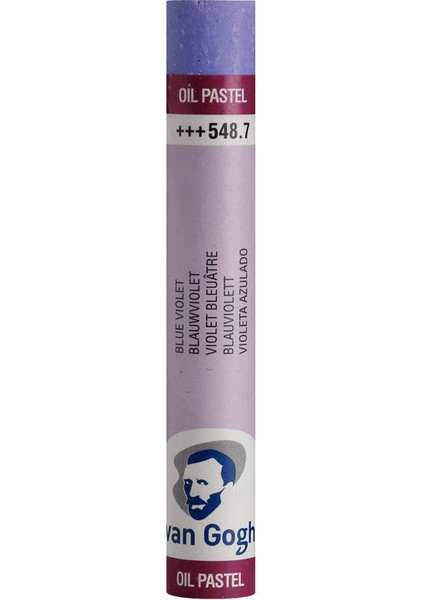 OIL PASTEL
+++548.7
BLUE VIOLET
BLAUWVIOLET
VIOLET BLEUÂTRE
BLAUVIOLETT
VIOLETA AZULADO
van Gogh
OIL PASTEL